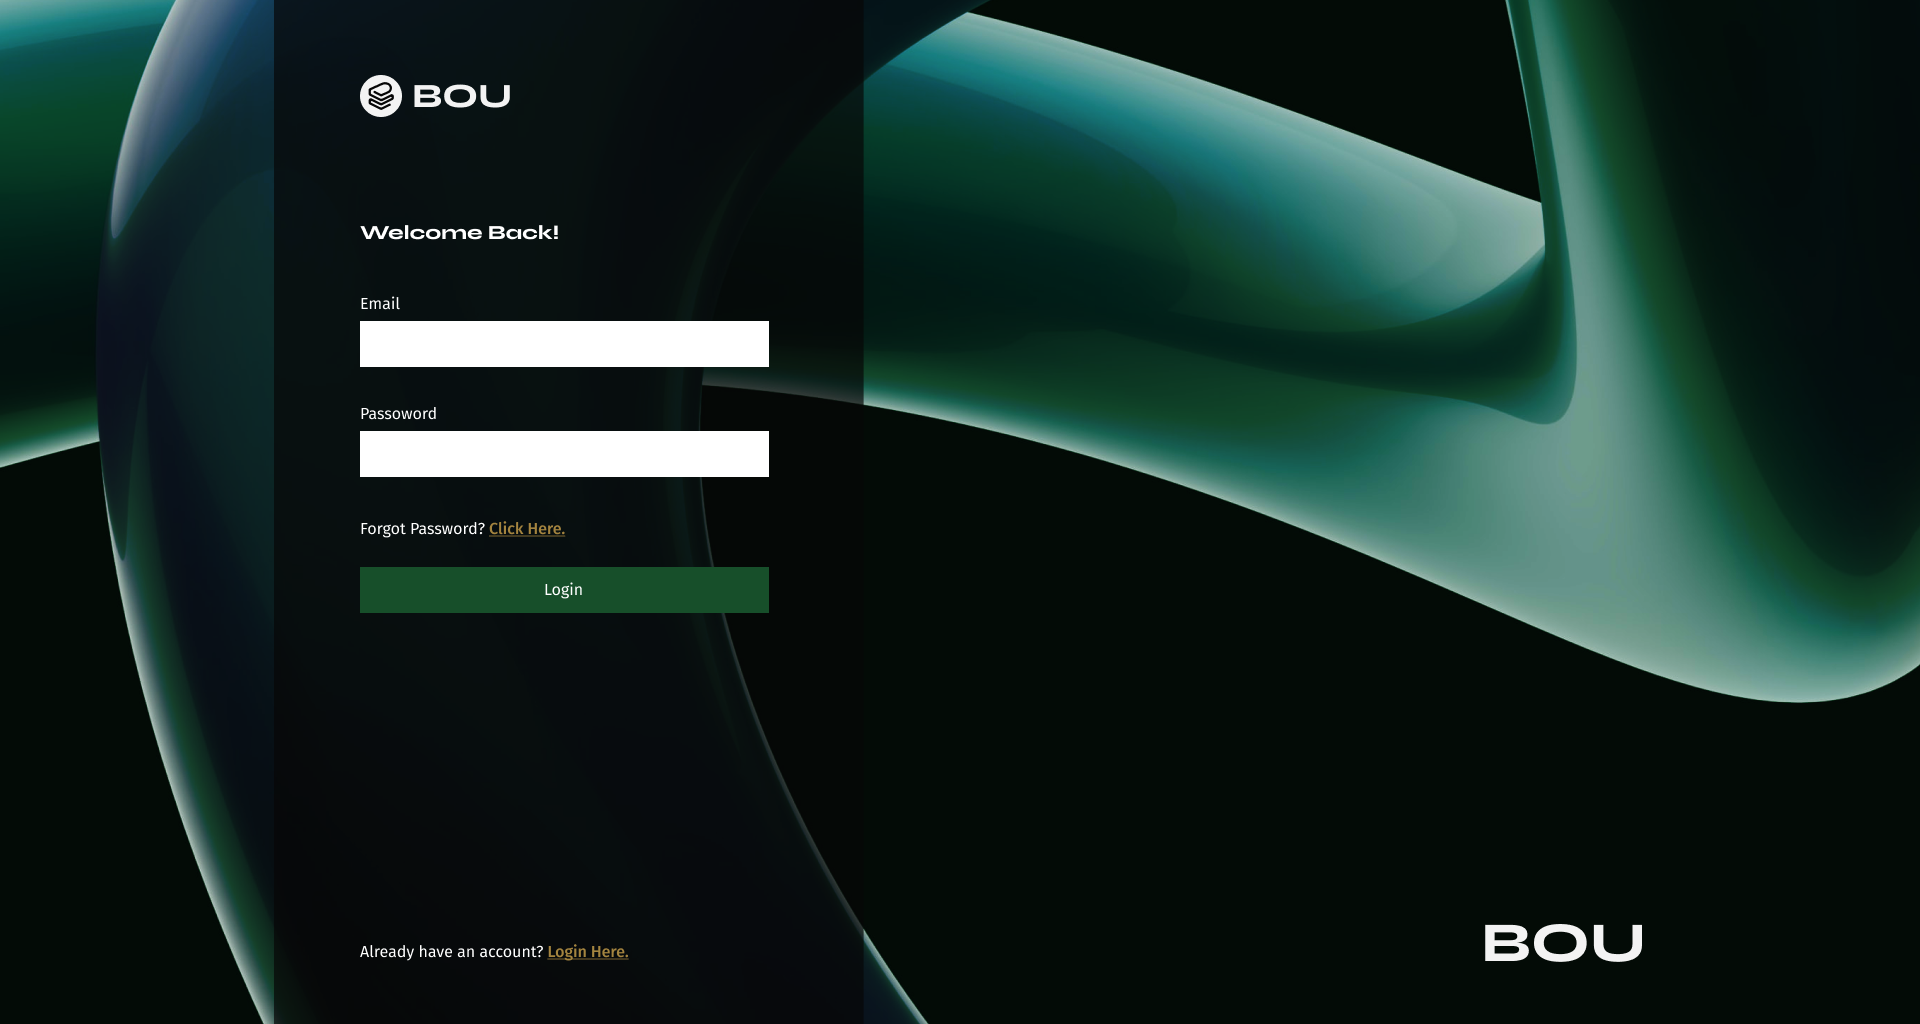 BOU
Welcome Back!
Email
Passoword
Forgot Password? Click Here.
Login
Already have an account? Login Here.
BOU